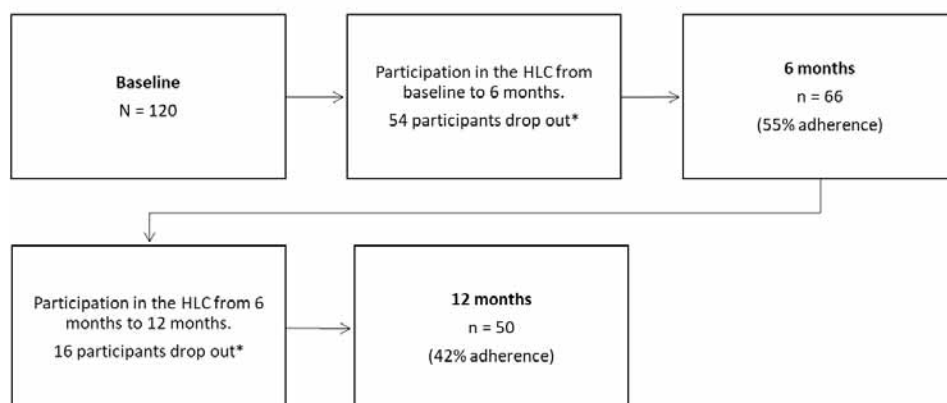 Baseline
N = 120
Participation in the HLC from
baseline to 6 months.
54 participants drop out*
6 months
n = 66
(55% adherence)
Participation in the HLC from 6
months to 12 months.
16 participants drop out*
12 months
n = 50
(42% adherence)